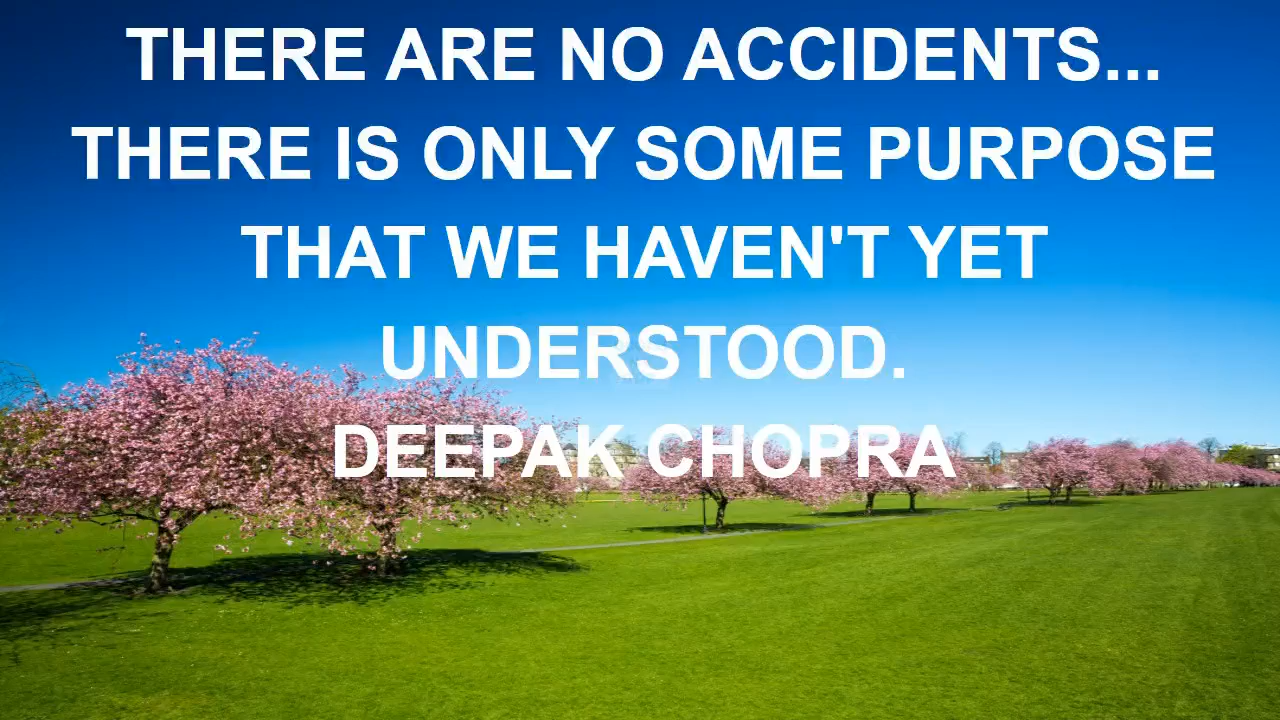 THERE ARE NO ACCIDENTS...
THERE IS ONLY SOME PURPOSE
THAT WE HAVEN'T YET
UNDERSTOOD.
DEEPAK CHOPRA